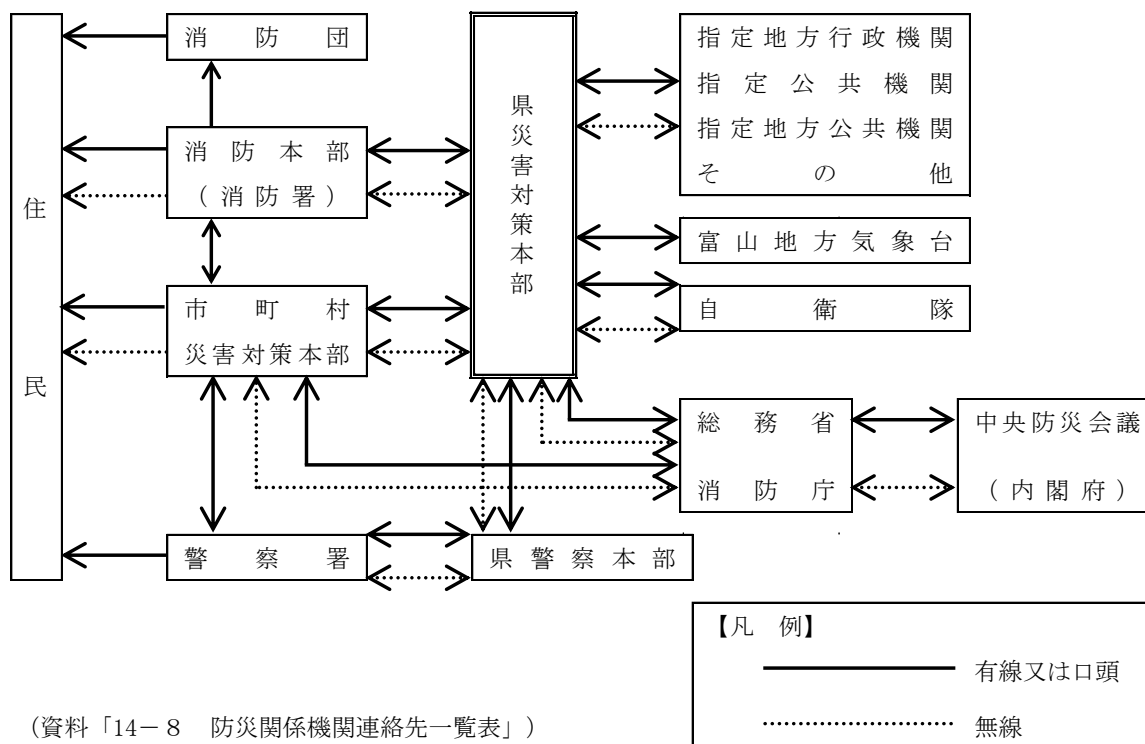 住民
消防団
消防本部
（消防署）
市町村
災害対策本部
警察署
県災害対策本部
県警察本部
指定地方行政機関
指定公共機関
指定地方公共機関
その他
富山地方気象台
自衛隊
総務省
消防庁
中央防災会議
（内閣府）
【凡　例】
有線又は口頭
無線
（資料「14－8　防災関係機関連絡先一覧表」）